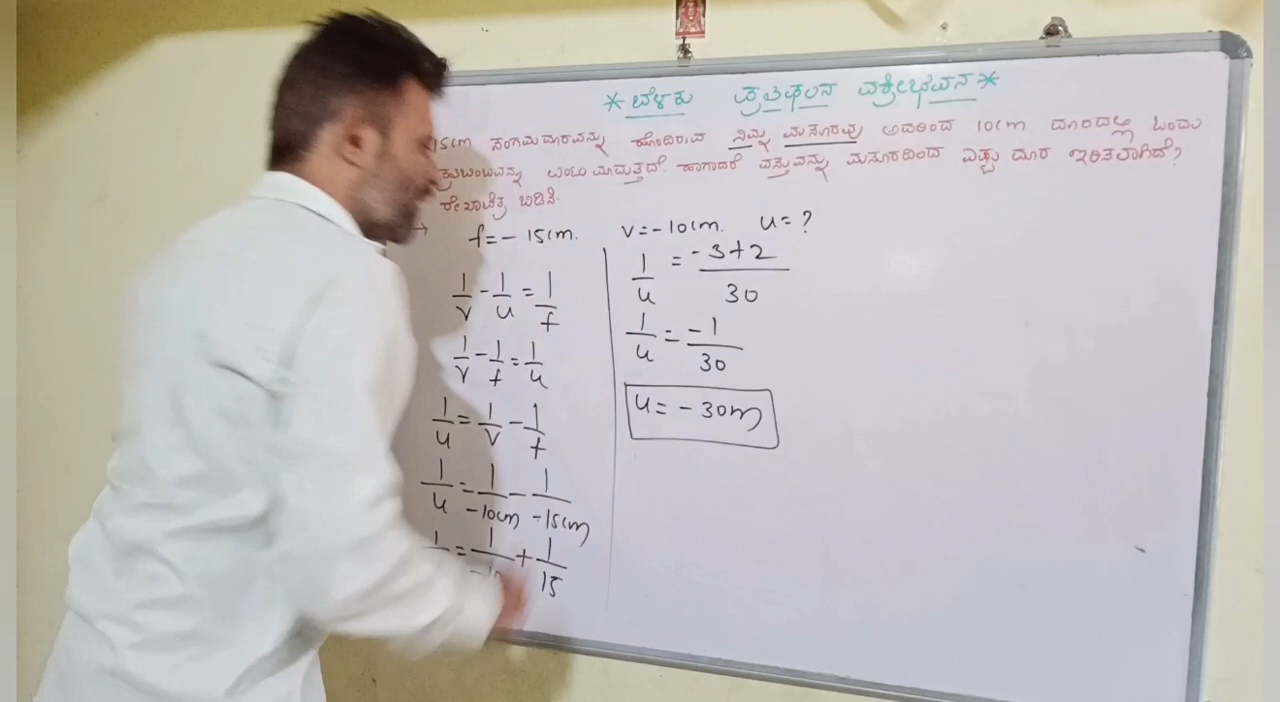 *ಬೆಳಕು ಪ್ರತಿಫಲನ ವಕ್ರೀಭವನ*
15cm ಸಂಗಮದೂರವನ್ನು ಹೊಂದಿರುವ ನಿಮ್ನ ಮಸೂರವು ಅದರಿಂದ 10cm ದೂರದಲ್ಲಿ ಒಂದು
ಪ್ರತಿಬಿಂಬವನ್ನು ಉಂಟುಮಾಡುತ್ತದೆ. ಹಾಗಾದರೆ ವಸ್ತುವನ್ನು ಮಸೂರದಿಂದ ಎಷ್ಟು ದೂರ ಇರಿಸಲಾಗಿದೆ?
ರೇಖಾಚಿತ್ರ ಬಿಡಿಸಿ.
→ f=- 15cm. v=-10cm. u=?
1/v - 1/u = 1/f
1/v - 1/f = 1/u
1/u = 1/v - 1/f
1/u = 1/-10cm - 1/-15cm
+ 1/15
1/u = -3+2/30
1/u = -1/30
u= -30m